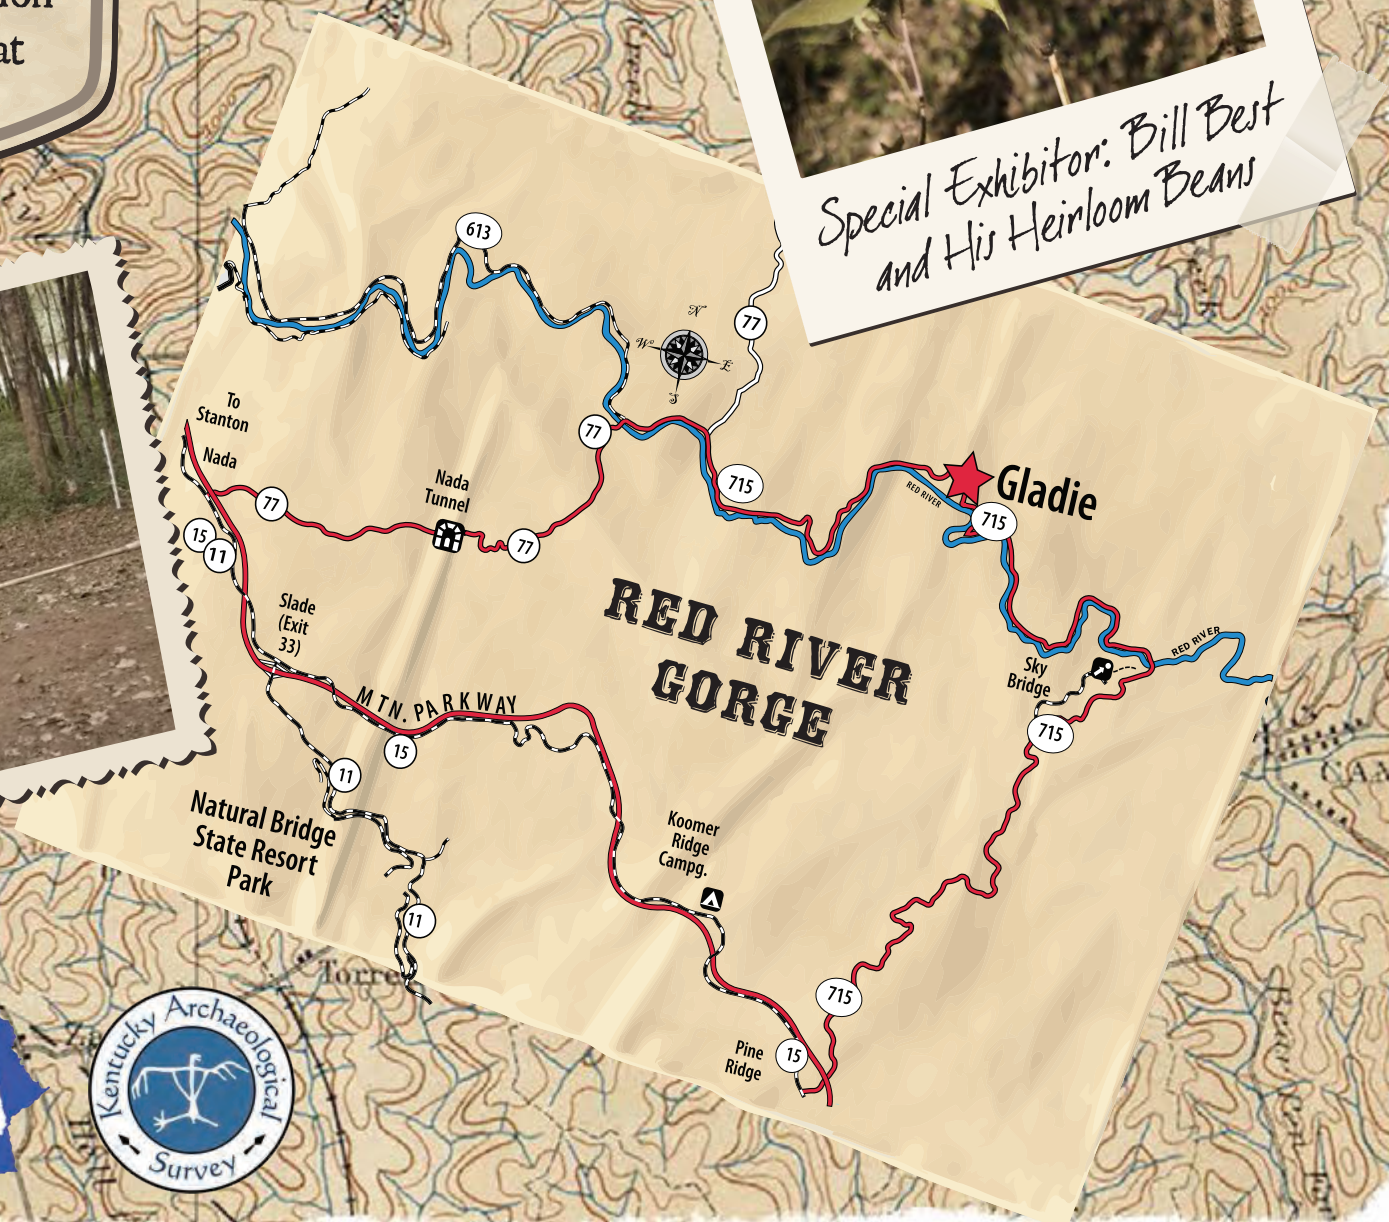 at
Special Exhibitor: Bill Best
and His Heirloom Beans
613
N
W
E
S
77
To
Stanton
Nada
77
77
Nada
Tunnel
77
15
11
715
RED RIVER
Gladie
715
Slade
(Exit
33)
RED RIVER
GORGE
Sky
Bridge
RED RIVER
715
MTN. PARKWAY
15
11
Natural Bridge
State Resort
Park
Koomer
Ridge
Campg.
11
715
15
Pine
Ridge
Kentucky Archaeological
Survey